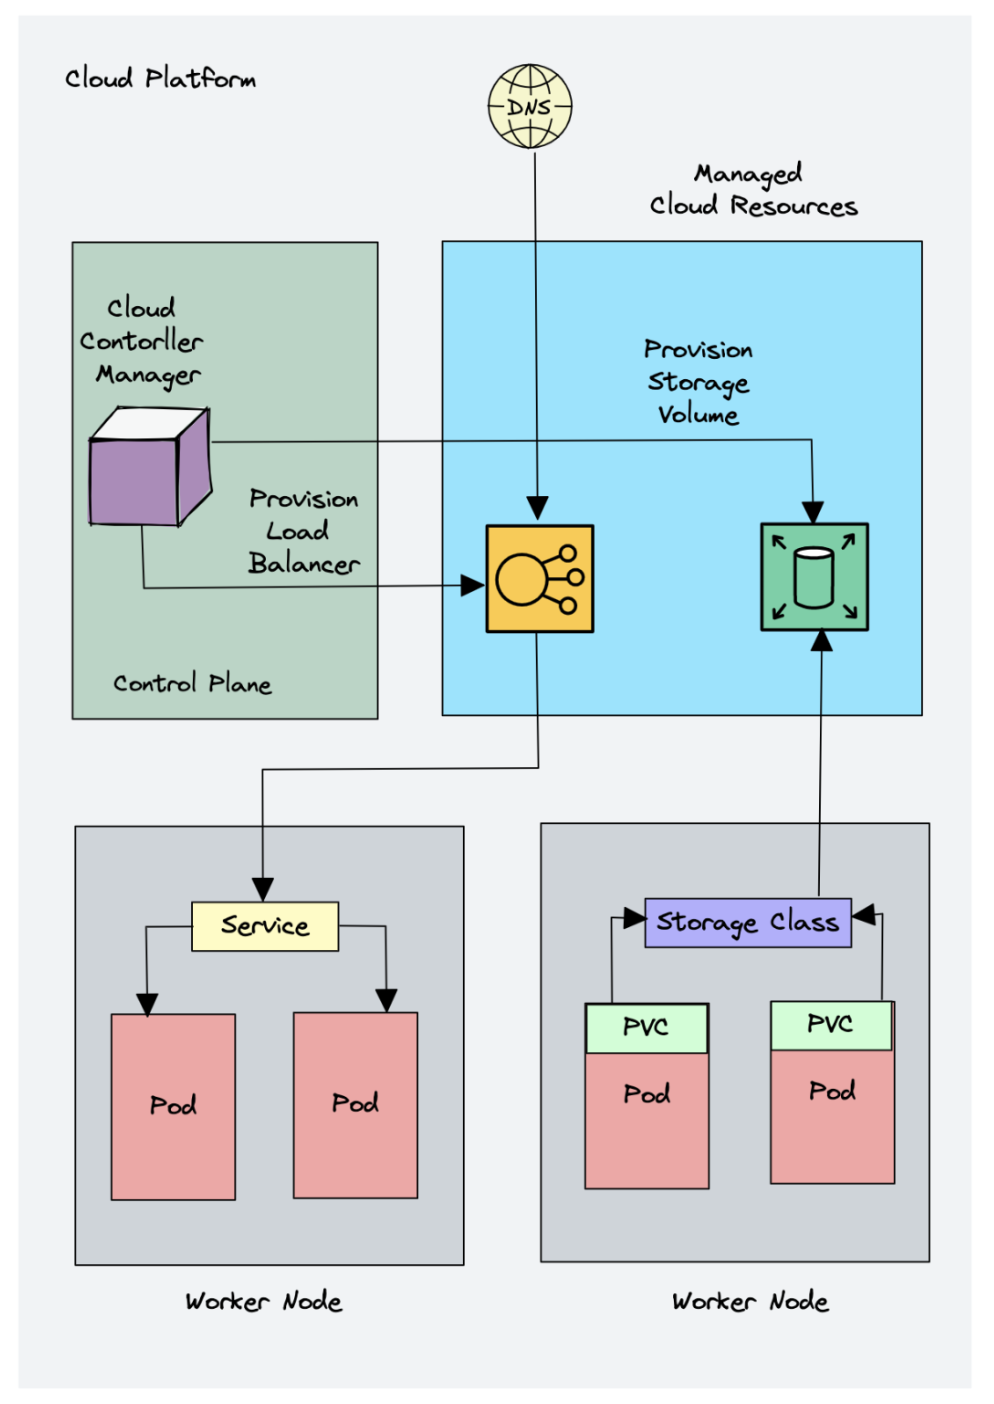 Cloud Platform
DNS
Managed
Cloud Resources
Cloud
Contorller
Manager
Provision
Storage
Volume
Provision
Load
Balancer
Control Plane
Service
Storage Class
Pod
Pod
PVC
Pod
PVC
Pod
Worker Node
Worker Node